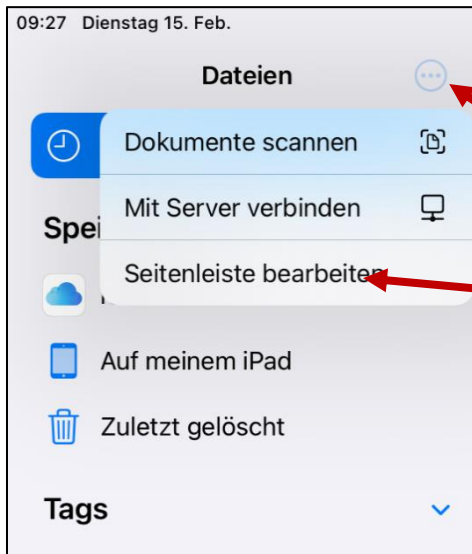 09:27 Dienstag 15. Feb.
Dateien
Dokumente scannen
Mit Server verbinden
Spei
Seitenleiste bearbeiten
Auf meinem iPad
Zuletzt gelöscht
Tags